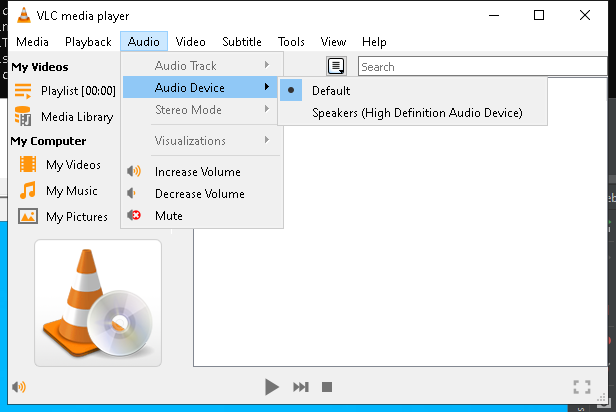 VLC media player
Media Playback Audio Video Subtitle Tools View Help
My Videos
Playlist [00:00]
Media Library
My Computer
My Videos
My Music
My Pictures
Audio Track
Audio Device
Stereo Mode
Visualizations
Increase Volume
Decrease Volume
Mute
Default
Speakers (High Definition Audio Device)
Search